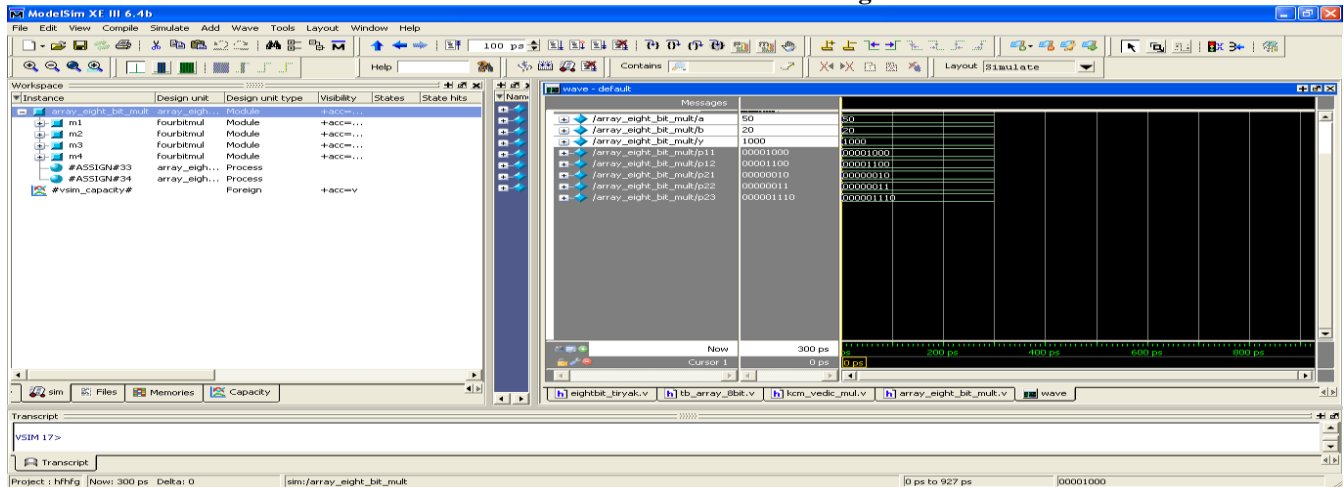 ModelSim XE III 6.4b
File Edit View Compile Simulate Add Wave Tools Layout Window Help
100 ps
Help
Contains
Layout Simulate
Workspace
Instance Design unit Design unit type Visibility States State hits
array_eight_bit_mult array_eigh... Module +acc=...
m1 fourbitmul Module +acc=...
m2 fourbitmul Module +acc=...
m3 fourbitmul Module +acc=...
m4 fourbitmul Module +acc=...
#ASSIGN#33 array_eigh... Process
#ASSIGN#34 array_eigh... Process
#vsim_capacity# Foreign +acc=v
Nam
wave - default
Messages
/array_eight_bit_mult/a 50 50
/array_eight_bit_mult/b 20 20
/array_eight_bit_mult/y 1000 1000
/array_eight_bit_mult/p11 00001000 00001000
/array_eight_bit_mult/p12 00001100 00001100
/array_eight_bit_mult/p21 00000010 00000010
/array_eight_bit_mult/p22 00000011 00000011
/array_eight_bit_mult/p23 000001110 000001110
Now 300 ps ps 200 ps 400 ps 600 ps 800 ps
Cursor 1 0 ps 0 ps
sim Files Memories Capacity
eightbit_tiryak.v tb_array_8bit.v kcm_vedic_mul.v array_eight_bit_mult.v wave
Transcript
VSIM 17>
Transcript
Project : hfhfg Now: 300 ps Delta: 0 sim:/array_eight_bit_mult 0 ps to 927 ps 00001000